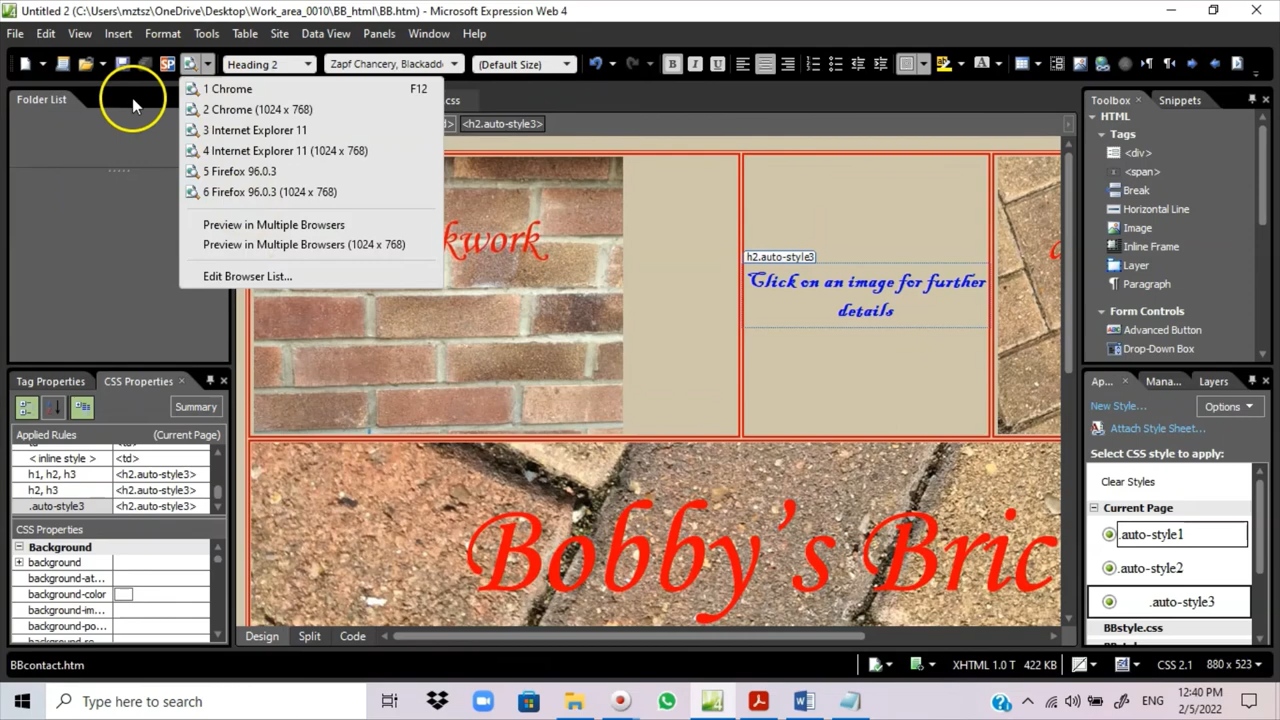 Untitled 2 (C:\Users\mztsz\OneDrive\Desktop\Work_area_0010\BB_html\BB.htm) - Microsoft Expression Web 4
File Edit View Insert Format Tools Table Site Data View Panels Window Help
SP Heading 2 Zapf Chancery, Blackadd (Default Size) B I U
Folder List
1 Chrome F12
2 Chrome (1024 x 768)
3 Internet Explorer 11
4 Internet Explorer 11 (1024 x 768)
5 Firefox 96.0.3
6 Firefox 96.0.3 (1024 x 768)
Preview in Multiple Browsers
Preview in Multiple Browsers (1024 x 768)
Edit Browser List...
css
<h2.auto-style3>
kwork
h2.auto-style3
Click on an image for further
details
Bobby's Bric
Design Split Code
Toolbox Snippets
HTML
Tags
<div>
<span>
Break
Horizontal Line
Image
Inline Frame
Layer
Paragraph
Form Controls
Advanced Button
Drop-Down Box
Tag Properties CSS Properties
Summary
Applied Rules (Current Page)
< inline style > <td>
h1, h2, h3 <h2.auto-style3>
h2, h3 <h2.auto-style3>
.auto-style3 <h2.auto-style3>
CSS Properties
Background
background
background-at...
background-color
background-im...
background-po...
Ap... Mana... Layers
New Style... Options
Attach Style Sheet...
Select CSS style to apply:
Clear Styles
Current Page
.auto-style1
.auto-style2
.auto-style3
BBstyle.css
BBcontact.htm XHTML 1.0 T 422 KB CSS 2.1 880 x 523
Type here to search
ENG
12:40 PM
2/5/2022